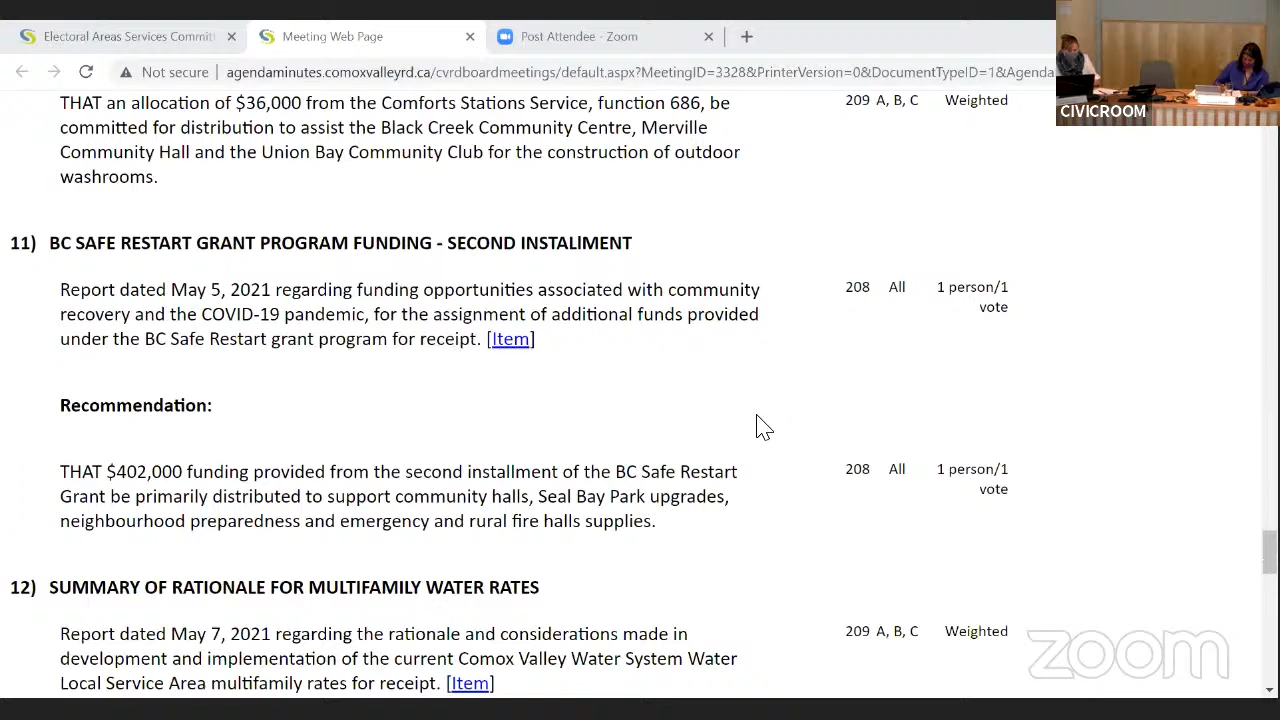 Electoral Areas Services Committ
Meeting Web Page
Post Attendee - Zoom
Not secure
agendaminutes.comoxvalleyrd.ca/cvrdboardmeetings/default.aspx?MeetingID=3328&PrinterVersion=0&DocumentTypeID=1&Agenda
CIVICROOM
THAT an allocation of $36,000 from the Comforts Stations Service, function 686, be 209 A, B, C Weighted
committed for distribution to assist the Black Creek Community Centre, Merville
Community Hall and the Union Bay Community Club for the construction of outdoor
washrooms.
11) BC SAFE RESTART GRANT PROGRAM FUNDING - SECOND INSTAlMENT
Report dated May 5, 2021 regarding funding opportunities associated with community 208 All 1 person/1
recovery and the COVID-19 pandemic, for the assignment of additional funds provided vote
under the BC Safe Restart grant program for receipt. [Item]
Recommendation:
THAT $402,000 funding provided from the second installment of the BC Safe Restart 208 All 1 person/1
Grant be primarily distributed to support community halls, Seal Bay Park upgrades, vote
neighbourhood preparedness and emergency and rural fire halls supplies.
12) SUMMARY OF RATIONALE FOR MULTIFAMILY WATER RATES
Report dated May 7, 2021 regarding the rationale and considerations made in 209 A, B, C Weighted
development and implementation of the current Comox Valley Water System Water
Local Service Area multifamily rates for receipt. [Item]
zoom